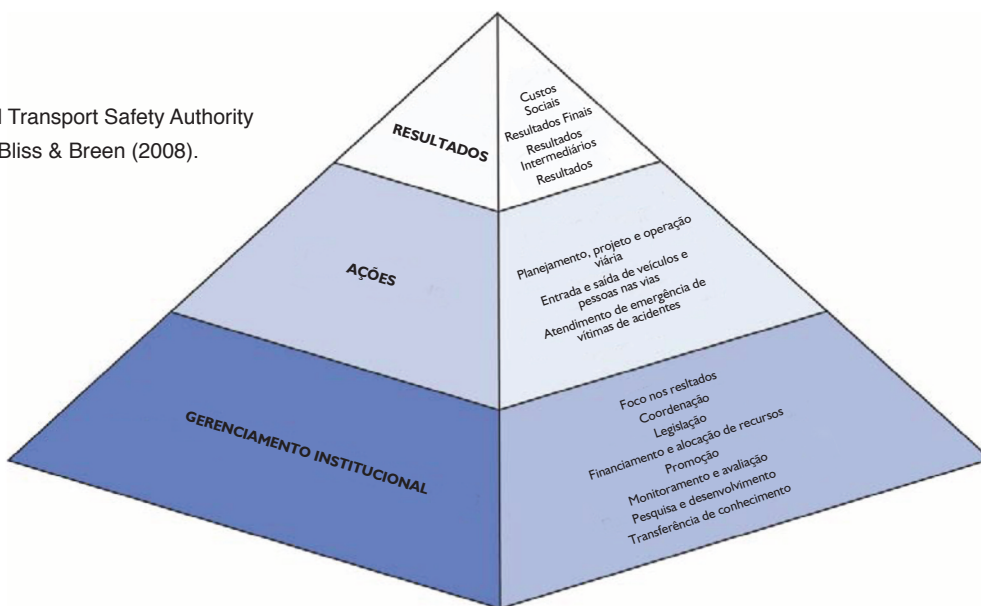 Transport Safety Authority
Bliss & Breen (2008).
RESULTADOS
Custos
Sociais
Resultados Finais
Resultados
Intermediários
Resultados
AÇÕES
Planejamento, projeto e operação
viária
Entrada e saída de veículos e
pessoas nas vias
Atendimento de emergência de
vítimas de acidentes
GERENCIAMENTO INSTITUCIONAL
Foco nos resltados
Coordenação
Legislação
Financiamento e alocação de recursos
Promoção
Monitoramento e avaliação
Pesquisa e desenvolvimento
Transferência de conhecimento